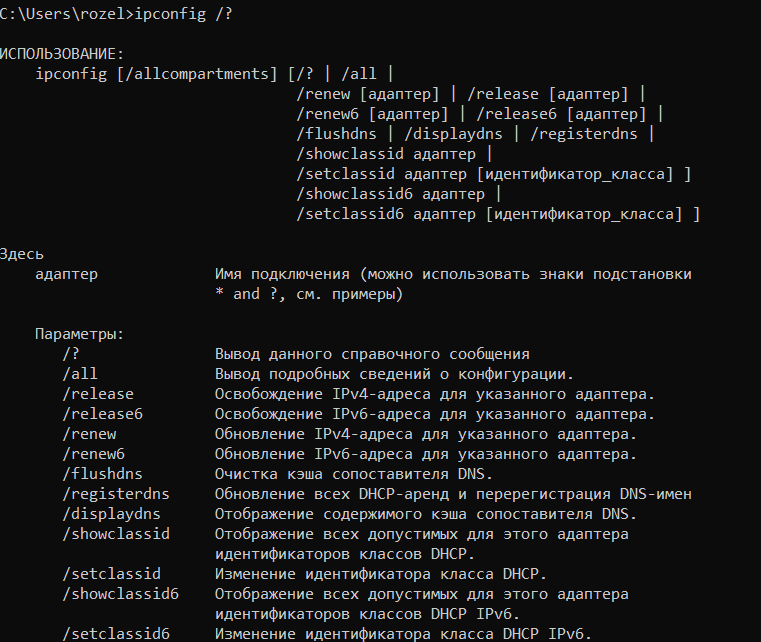 C:\Users\rozel>ipconfig /?
ИСПОЛЬЗОВАНИЕ:
ipconfig [/allcompartments] [/? | /all |
/renew [адаптер] | /release [адаптер] |
/renew6 [адаптер] | /release6 [адаптер] |
/flushdns | /displaydns | /registerdns |
/showclassid адаптер |
/setclassid адаптер [идентификатор_класса] ]
/showclassid6 адаптер |
/setclassid6 адаптер [идентификатор_класса] ]
Здесь
адаптер Имя подключения (можно использовать знаки подстановки
* and ?, см. примеры)
Параметры:
/? Вывод данного справочного сообщения
/all Вывод подробных сведений о конфигурации.
/release Освобождение IPv4-адреса для указанного адаптера.
/release6 Освобождение IPv6-адреса для указанного адаптера.
/renew Обновление IPv4-адреса для указанного адаптера.
/renew6 Обновление IPv6-адреса для указанного адаптера.
/flushdns Очистка кэша сопоставителя DNS.
/registerdns Обновление всех DHCP-аренд и перерегистрация DNS-имен
/displaydns Отображение содержимого кэша сопоставителя DNS.
/showclassid Отображение всех допустимых для этого адаптера
идентификаторов классов DHCP.
/setclassid Изменение идентификатора класса DHCP.
/showclassid6 Отображение всех допустимых для этого адаптера
идентификаторов классов DHCP IPv6.
/setclassid6 Изменение идентификатора класса DHCP IPv6.